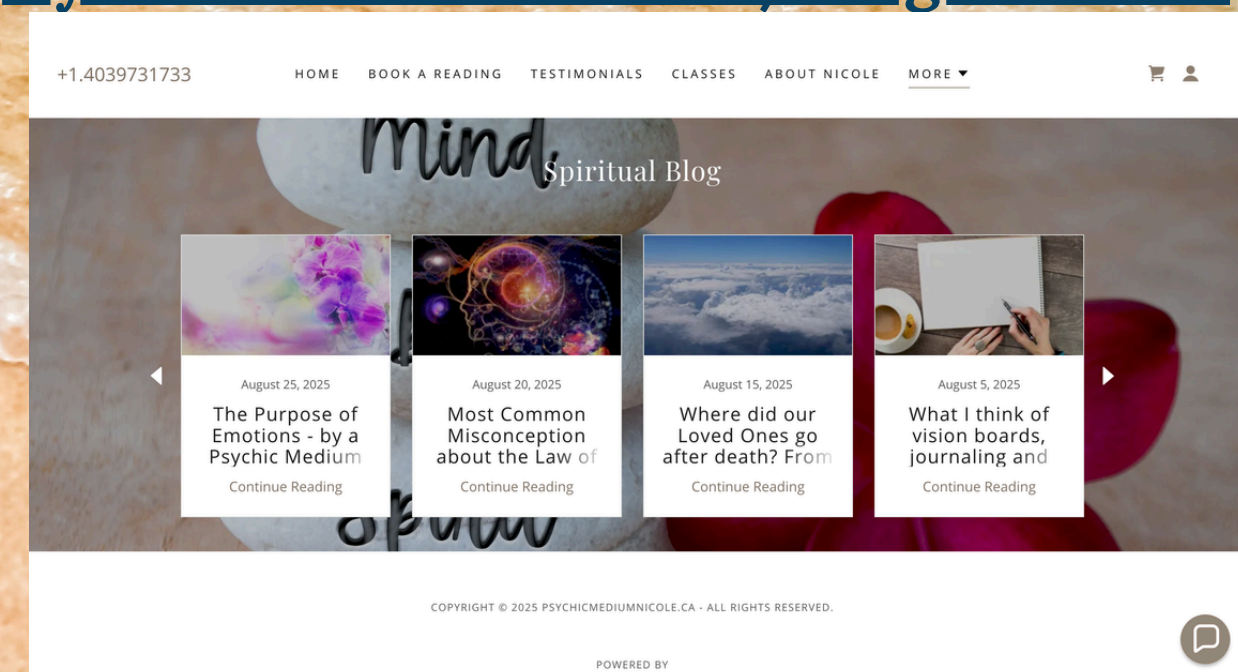 +1.4039731733
HOME BOOK A READING TESTIMONIALS CLASSES ABOUT NICOLE MORE
Mind
Spiritual Blog
August 25, 2025
The Purpose of
Emotions - by a
Psychic Medium
Continue Reading
August 20, 2025
Most Common
Misconception
about the Law of
Continue Reading
August 15, 2025
Where did our
Loved Ones go
after death? From
Continue Reading
August 5, 2025
What I think of
vision boards,
journaling and
Continue Reading
Spirit
COPYRIGHT © 2025 PSYCHICMEDIUMNICOLE.CA - ALL RIGHTS RESERVED.
POWERED BY